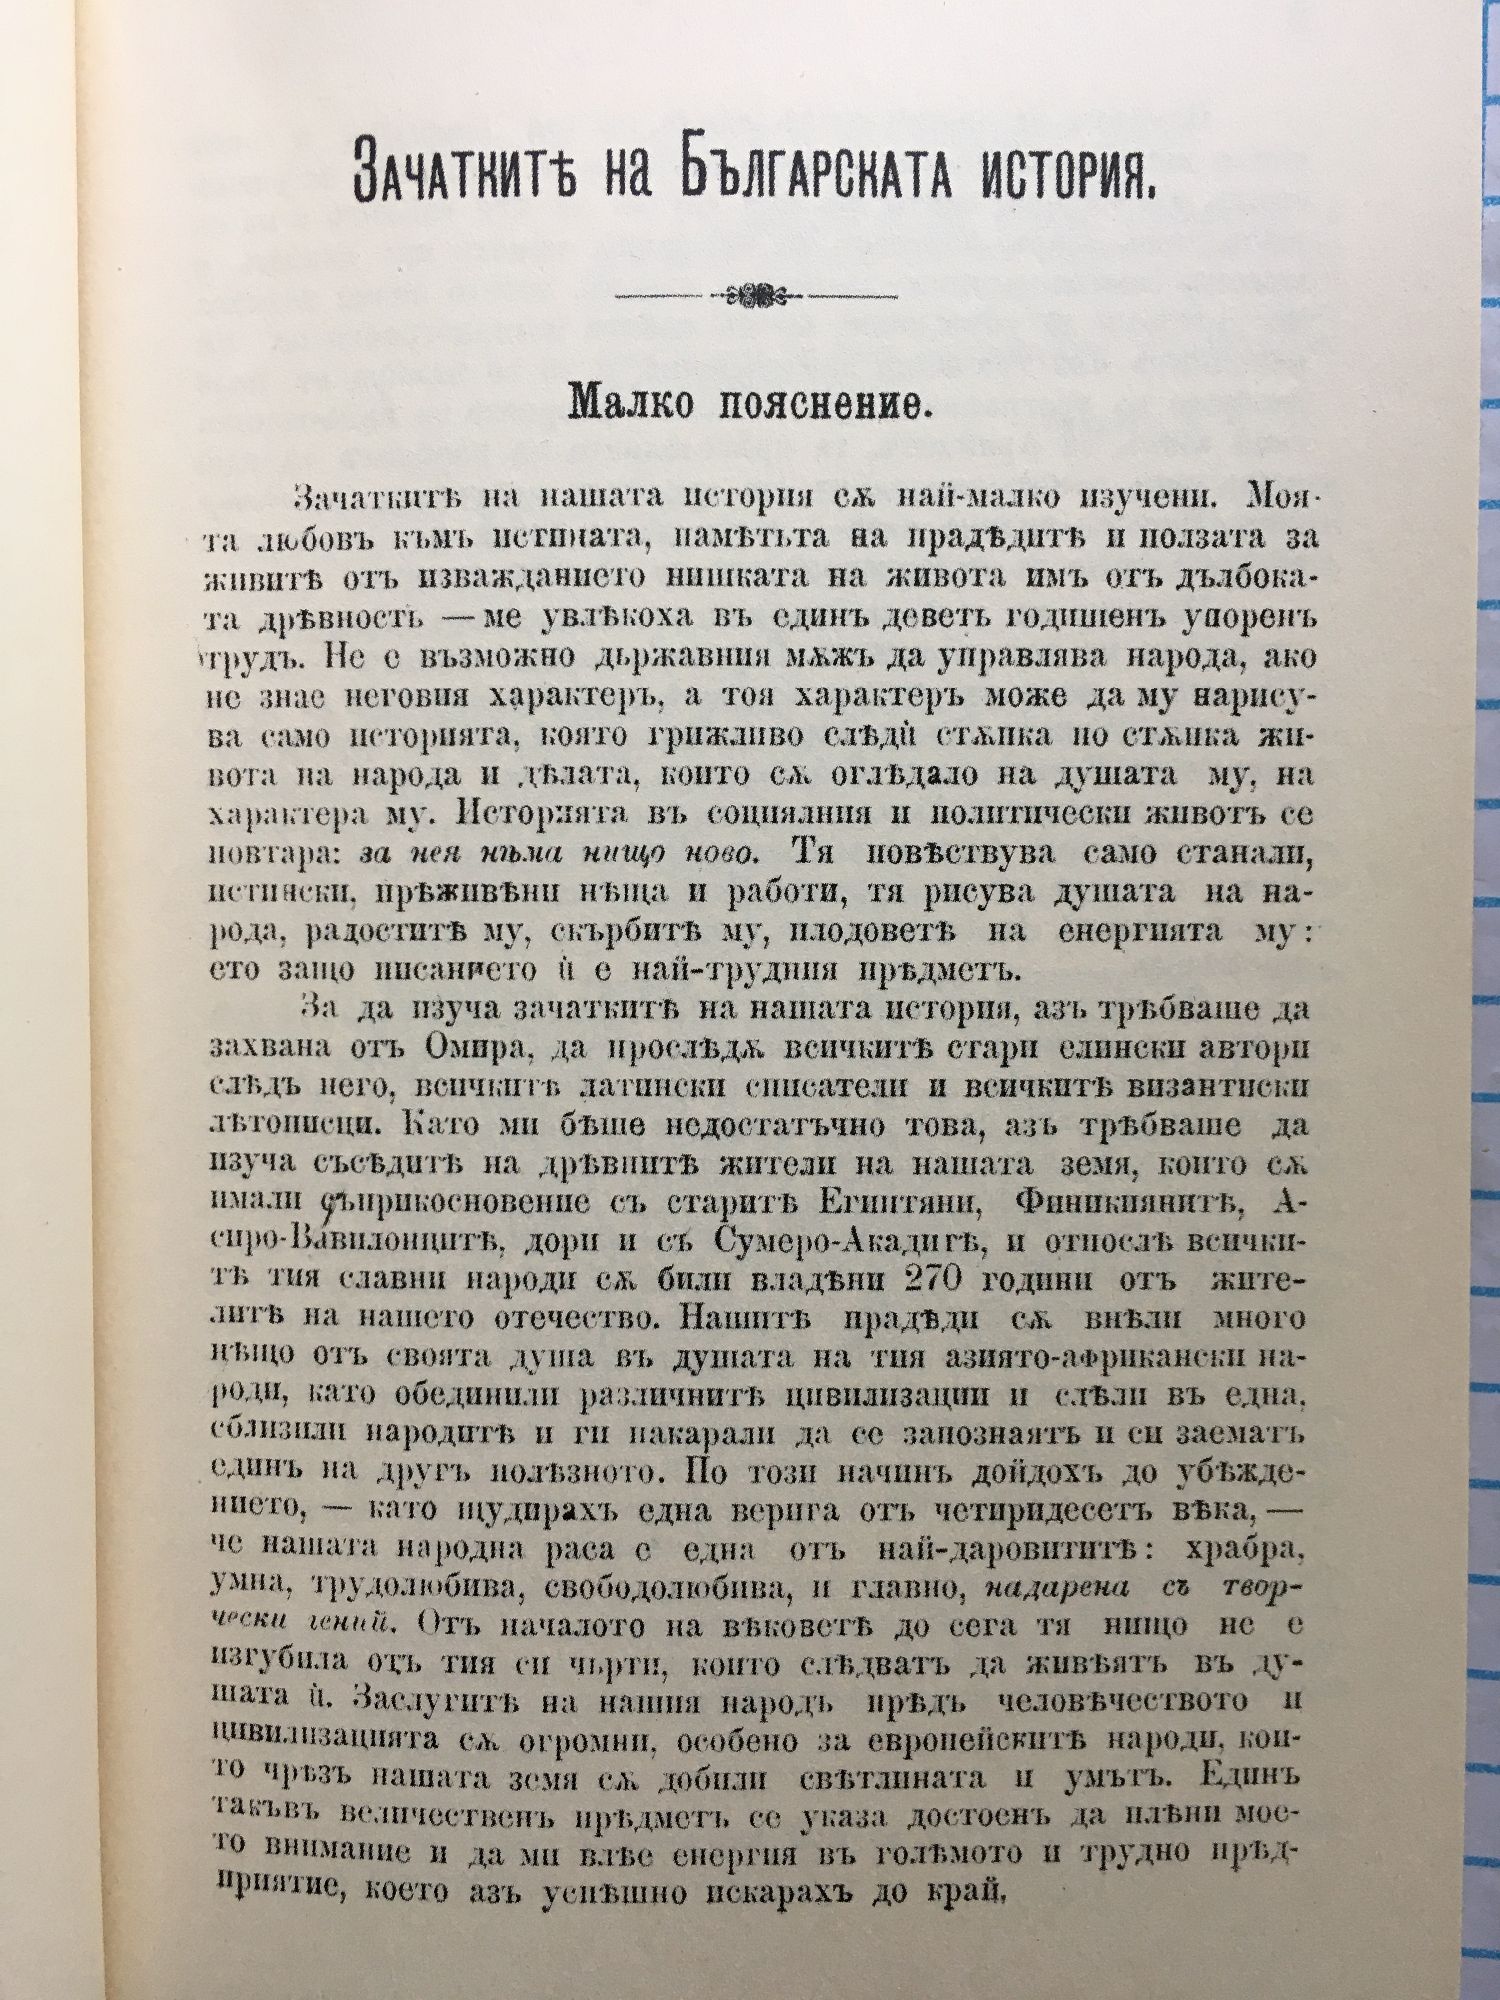 Зачаткитѣ на Българската история.
Малко пояснение.
Зачаткитѣ на нашата история сѫ най-малко изучени. Моя-
та любовъ къмъ истината, паметьта на прадѣдитѣ и ползата за
живитѣ отъ изважданието нишката на живота имъ отъ дълбока-
та дрѣвность — ме увлѣкоха въ единъ деветь годишенъ упоренъ
трудъ. Не е възможно държавния мѫжъ да управлява народа, ако
не знае неговия характеръ, а тоя характеръ може да му нарису-
ва само историята, която грижливо слѣди стѫпка по стѫпка жи-
вота на народа и дѣлата, които сѫ оглѣдало на душата му, на
характера му. Историята въ социялния и политически животъ се
повтара: за нея нѣма нищо ново. Тя повѣствува само станали,
истински, прѣживѣни нѣща и работи, тя рисува душата на на-
рода, радоститѣ му, скърбитѣ му, плодоветѣ на енергията му:
ето защо писанието ѝ е най-трудния прѣдметъ.
За да изуча зачаткитѣ на нашата история, азъ трѣбваше да
захвана отъ Омира, да прослѣдѫ всичкитѣ стари елински автори
слѣдъ него, всичкитѣ латински списатели и всичкитѣ византиски
лѣтописци. Като ми бѣше недостатъчно това, азъ трѣбваше да
изуча съсѣдитѣ на дрѣвнитѣ жители на нашата земя, които сѫ
имали съприкосновение съ старитѣ Египтяни, Финикиянитѣ, А-
сиро-Вавилонцитѣ, дори и съ Сумеро-Акадитѣ, и отпослѣ всички-
тѣ тия славни народи сѫ били владѣни 270 години отъ жите-
литѣ на нашето отечество. Нашитѣ прадѣди сѫ внѣли много
нѣщо отъ своята душа въ душата на тия азиято-африкански на-
роди, като обединили различнитѣ цивилизации и слѣли въ една,
сближили народитѣ и ги накарали да се запознаятъ и си заематъ
единъ на другъ полѣзното. По този начинъ дойдохъ до убѣжде-
нието, — като щудирахъ една верига отъ четиридесетъ вѣка, —
че нашата народна раса е една отъ най-даровититѣ: храбра,
умна, трудолюбива, свободолюбива, и главно, надарена съ твор-
чески гений. Отъ началото на вѣковетѣ до сега тя нищо не е
изгубила отъ тия си чърти, които слѣдватъ да живѣятъ въ ду-
шата ѝ. Заслугитѣ на нашия народъ прѣдъ человѣчеството и
цивилизацията сѫ огромни, особено за европейскитѣ народи, кои-
то чрѣзъ нашата земя сѫ добили свѣтлината и умътъ. Единъ
такъвъ величественъ прѣдметъ се указа достоенъ да плѣни мое-
то внимание и да ми влѣе енергия въ голѣмото и трудно прѣд-
приятие, което азъ успѣшно искарахъ до край.